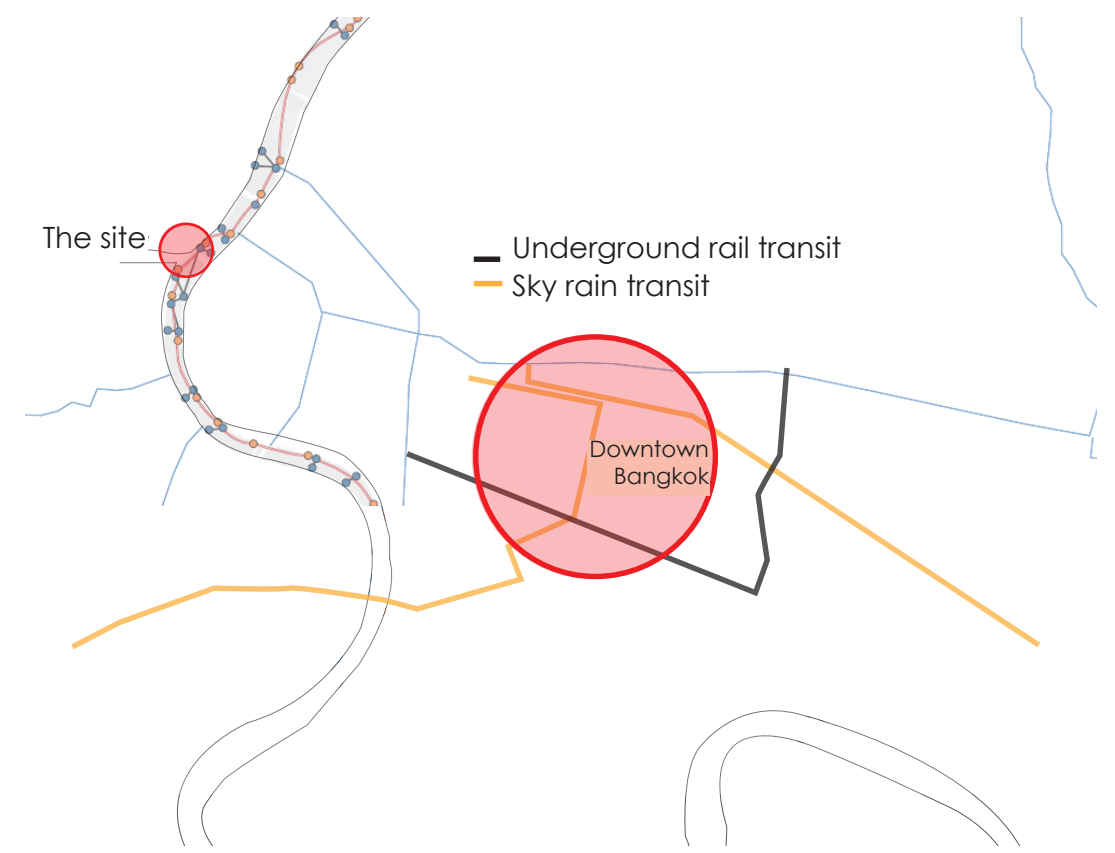 The site
Underground rail transit
Sky rain transit
Downtown
Bangkok